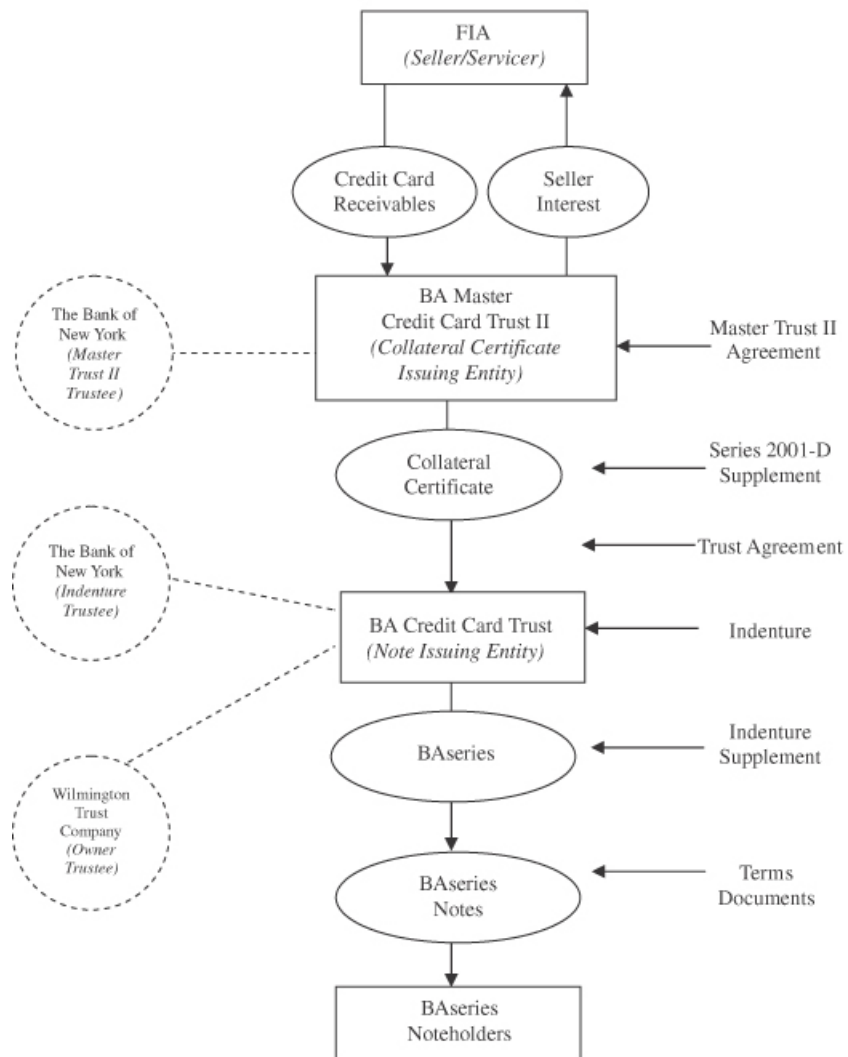 FIA
(Seller/Servicer)
Credit Card
Receivables
Seller
Interest
The Bank of
New York
(Master
Trust II
Trustee)
BA Master
Credit Card Trust II
(Collateral Certificate
Issuing Entity)
Master Trust II
Agreement
Collateral
Certificate
Series 2001-D
Supplement
The Bank of
New York
(Indenture
Trustee)
Trust Agreement
BA Credit Card Trust
(Note Issuing Entity)
Indenture
BAseries
Indenture
Supplement
Wilmington
Trust
Company
(Owner
Trustee)
BAseries
Notes
Terms
Documents
BAseries
Noteholders